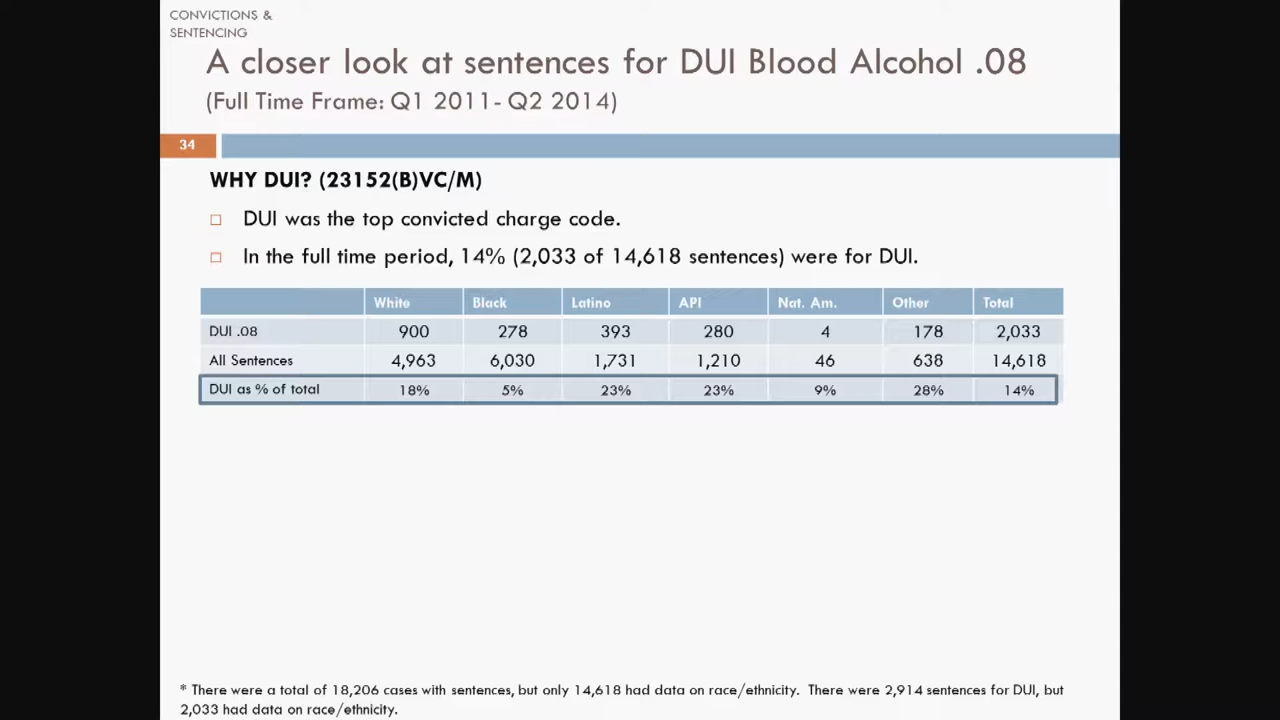 CONVICTIONS &
SENTENCING
A closer look at sentences for DUI Blood Alcohol .08
(Full Time Frame: Q1 2011- Q2 2014)
34
WHY DUI? (23152(B)VC/M)
DUI was the top convicted charge code.
In the full time period, 14% (2,033 of 14,618 sentences) were for DUI.
White Black Latino API Nat. Am. Other Total
DUI .08 900 278 393 280 4 178 2,033
All Sentences 4,963 6,030 1,731 1,210 46 638 14,618
DUI as % of total 18% 5% 23% 23% 9% 28% 14%
* There were a total of 18,206 cases with sentences, but only 14,618 had data on race/ethnicity. There were 2,914 sentences for DUI, but
2,033 had data on race/ethnicity.